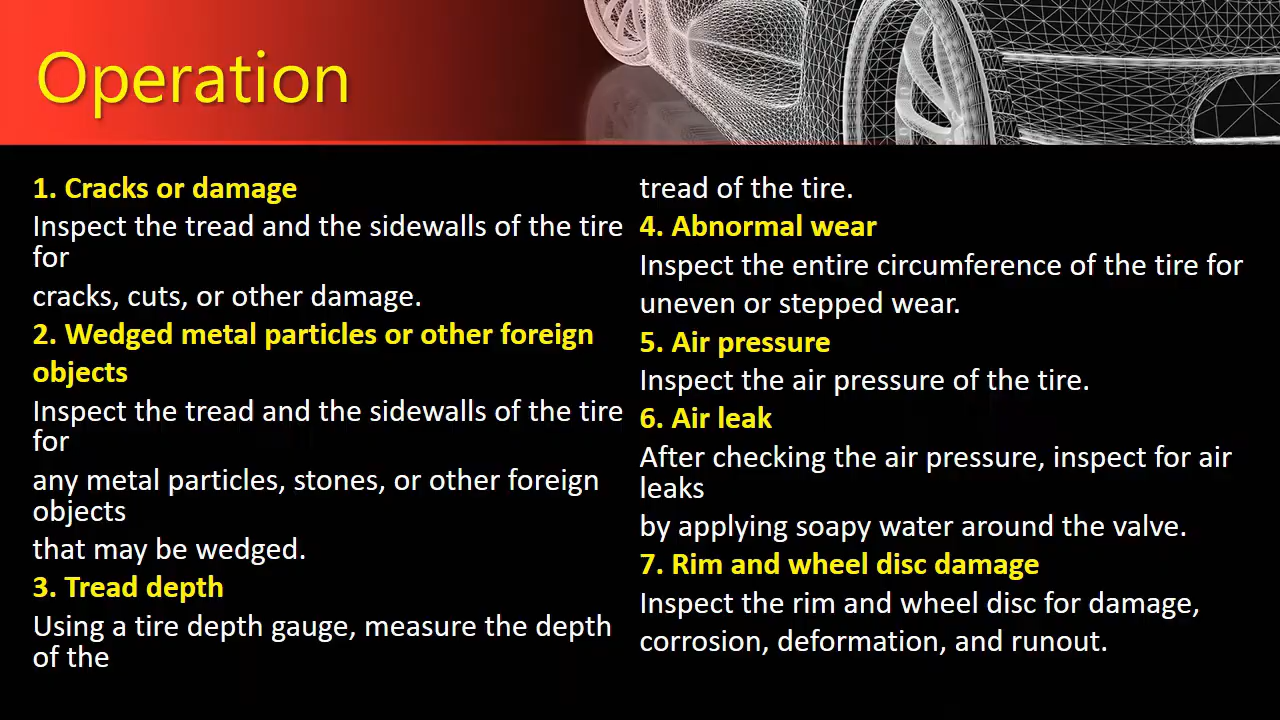 Operation
1. Cracks or damage
Inspect the tread and the sidewalls of the tire
for
cracks, cuts, or other damage.
2. Wedged metal particles or other foreign
objects
Inspect the tread and the sidewalls of the tire
for
any metal particles, stones, or other foreign
objects
that may be wedged.
3. Tread depth
Using a tire depth gauge, measure the depth
of the
tread of the tire.
4. Abnormal wear
Inspect the entire circumference of the tire for
uneven or stepped wear.
5. Air pressure
Inspect the air pressure of the tire.
6. Air leak
After checking the air pressure, inspect for air
leaks
by applying soapy water around the valve.
7. Rim and wheel disc damage
Inspect the rim and wheel disc for damage,
corrosion, deformation, and runout.